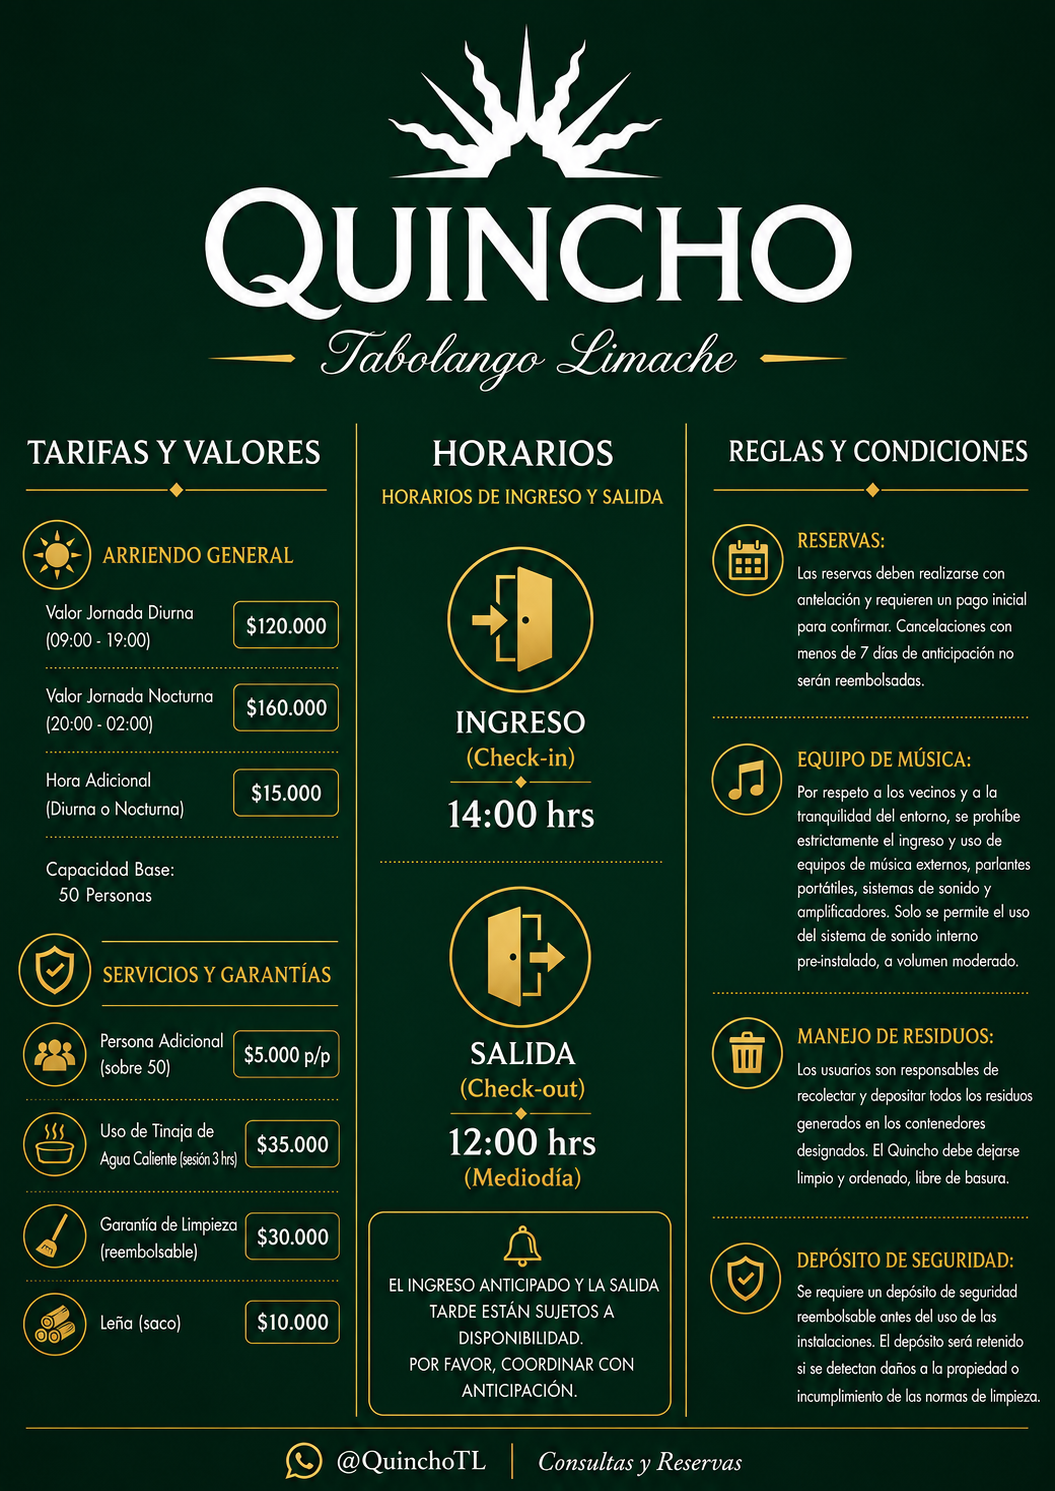 QUINCHO
Tabolango Limache
TARIFAS Y VALORES
ARRIENDO GENERAL
Valor Jornada Diurna
(09:00 - 19:00)
$120.000
Valor Jornada Nocturna
(20:00 - 02:00)
$160.000
Hora Adicional
(Diurna o Nocturna)
$15.000
Capacidad Base:
50 Personas
SERVICIOS Y GARANTÍAS
Persona Adicional
(sobre 50)
$5.000 p/p
Uso de Tinaja de
Agua Caliente (sesión 3 hrs)
$35.000
Garantía de Limpieza
(reembolsable)
$30.000
Leña (saco)
$10.000
HORARIOS
HORARIOS DE INGRESO Y SALIDA
INGRESO
(Check-in)
14:00 hrs
SALIDA
(Check-out)
12:00 hrs
(Mediodía)
EL INGRESO ANTICIPADO Y LA SALIDA
TARDE ESTÁN SUJETOS A
DISPONIBILIDAD.
POR FAVOR, COORDINAR CON
ANTICIPACIÓN.
REGLAS Y CONDICIONES
RESERVAS:
Las reservas deben realizarse con
antelación y requieren un pago inicial
para confirmar. Cancelaciones con
menos de 7 días de anticipación no
serán reembolsadas.
EQUIPO DE MÚSICA:
Por respeto a los vecinos y a la
tranquilidad del entorno, se prohíbe
estrictamente el ingreso y uso de
equipos de música externos, parlantes
portátiles, sistemas de sonido y
amplificadores. Solo se permite el uso
del sistema de sonido interno
pre-instalado, a volumen moderado.
MANEJO DE RESIDUOS:
Los usuarios son responsables de
recolectar y depositar todos los residuos
generados en los contenedores
designados. El Quincho debe dejarse
limpio y ordenado, libre de basura.
DEPÓSITO DE SEGURIDAD:
Se requiere un depósito de seguridad
reembolsable antes del uso de las
instalaciones. El depósito será retenido
si se detectan daños a la propiedad o
incumplimiento de las normas de limpieza.
@QuinchoTL
Consultas y Reservas